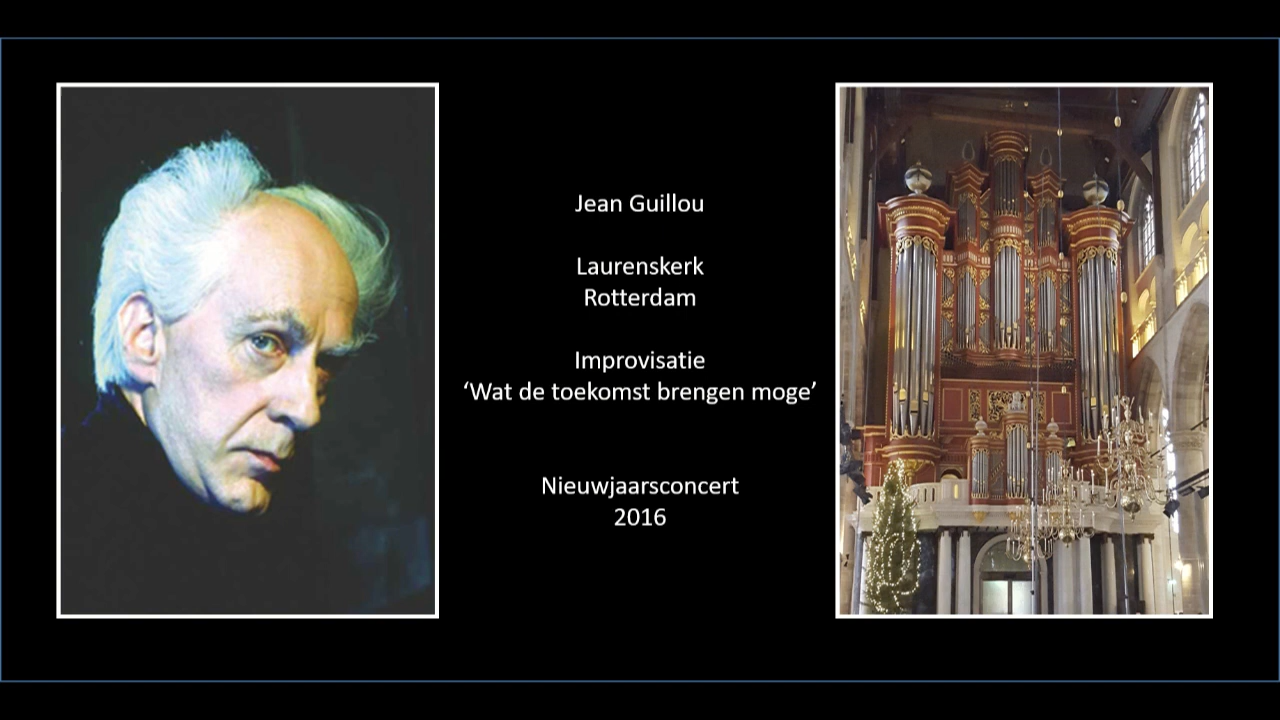 Jean Guillou
Laurenskerk
Rotterdam
Improvisatie
‘Wat de toekomst brengen moge’
Nieuwjaarsconcert
2016